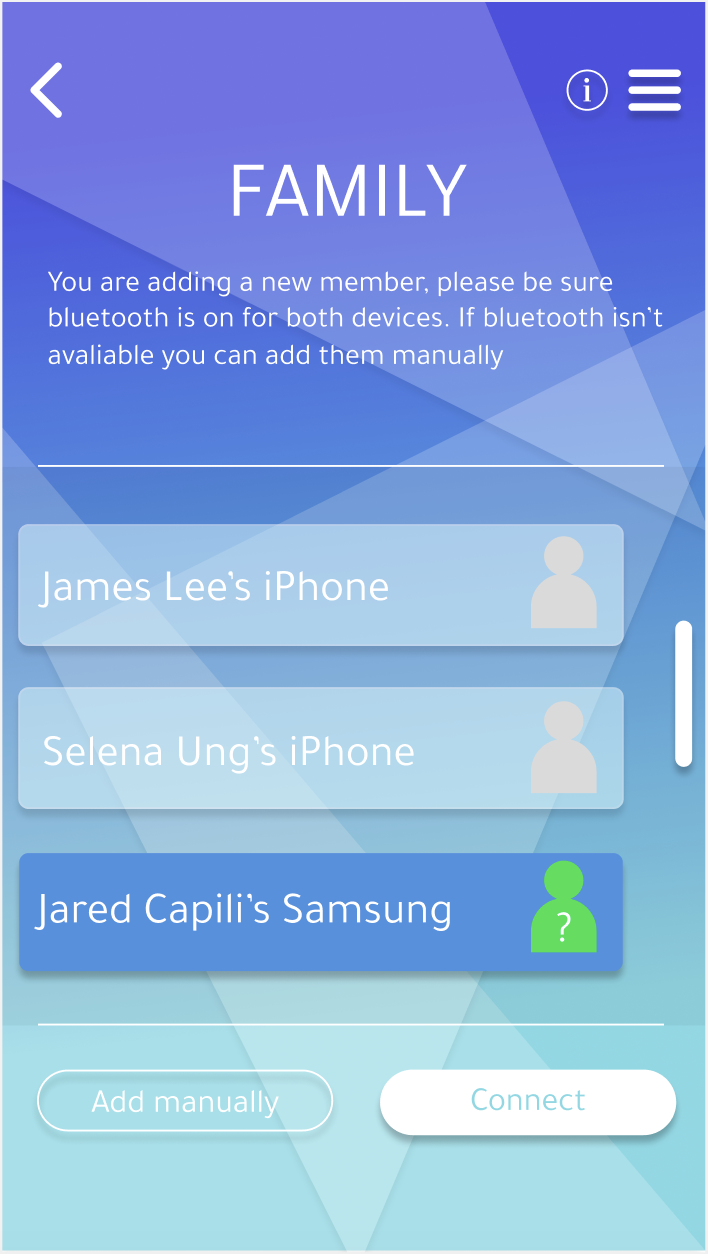 i
FAMILY
You are adding a new member, please be sure
bluetooth is on for both devices. If bluetooth isn't
avaliable you can add them manually
James Lee's iPhone
Selena Ung's iPhone
Jared Capili's Samsung
?
Add manually
Connect